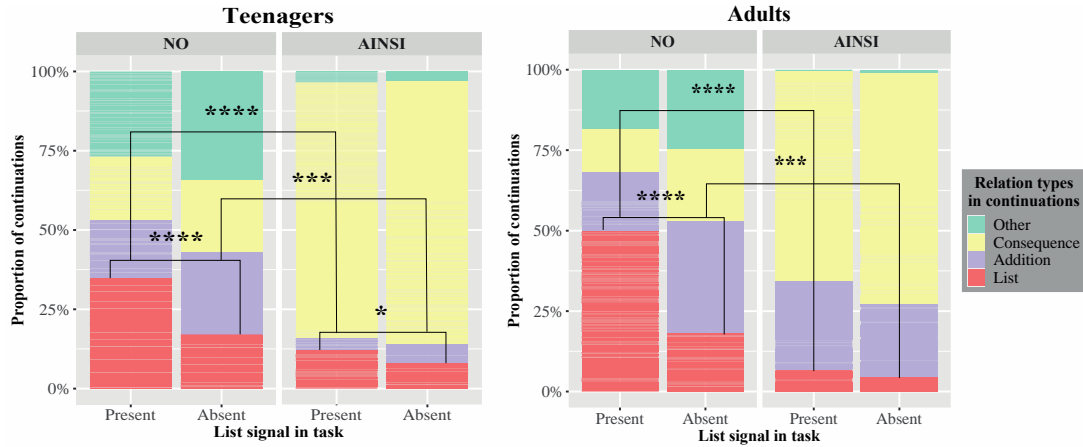 Teenagers
NO AINSI
Proportion of continuations
100%
75%
50%
25%
0%
****
***
****
*
Present Absent Present Absent
List signal in task
Adults
NO AINSI
Proportion of continuations
100%
75%
50%
25%
0%
****
***
****
Present Absent Present Absent
List signal in task
Relation types
in continuations
Other
Consequence
Addition
List